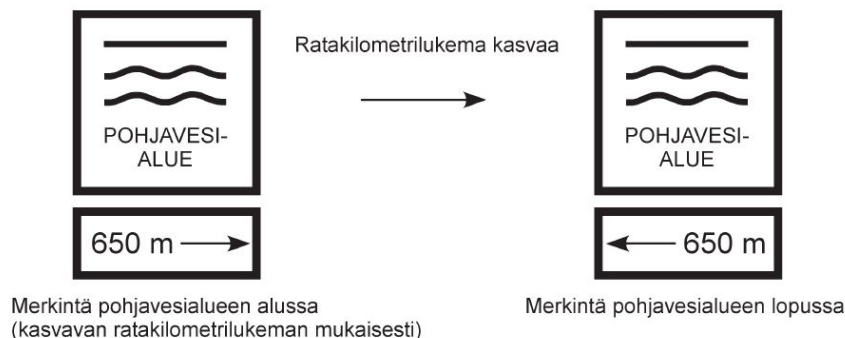 POHJAVESI-
ALUE
650 m
Merkintä pohjavesialueen alussa
(kasvavan ratakilometrilukeman mukaisesti)
Ratakilometrilukema kasvaa
POHJAVESI-
ALUE
650 m
Merkintä pohjavesialueen lopussa